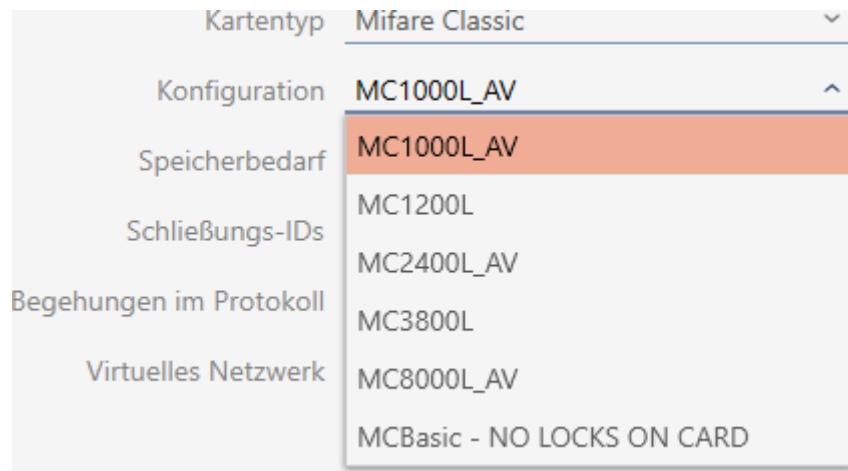 Kartentyp Mifare Classic
Konfiguration MC1000L_AV
MC1000L_AV
Speicherbedarf
MC1200L
Schließungs-IDs
MC2400L_AV
Begehungen im Protokoll
MC3800L
Virtuelles Netzwerk
MC8000L_AV
MCBasic - NO LOCKS ON CARD